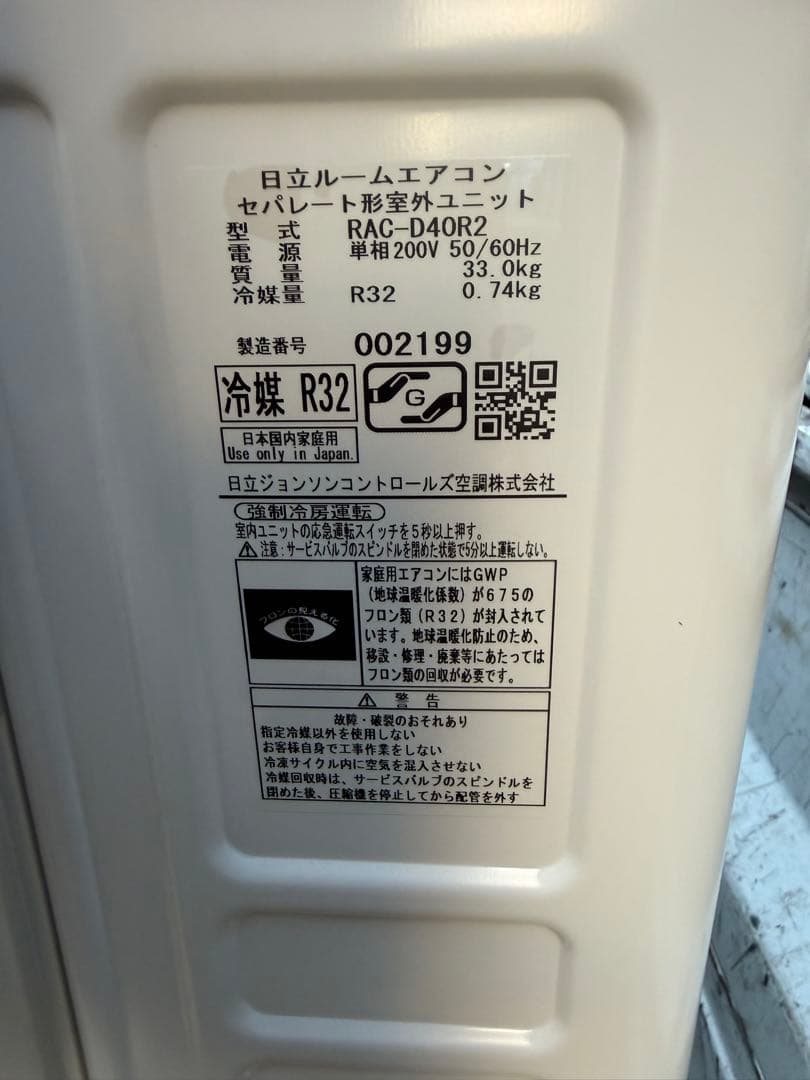 日立ルームエアコン
セパレート形室外ユニット
型式 RAC-D40R2
電源 単相200V 50/60Hz
質量 33.0kg
冷媒量 R32 0.74kg
製造番号 002199
冷媒 R32
G
日本国内家庭用
Use only in Japan.
日立ジョンソンコントロールズ空調株式会社
強制冷房運転
室内ユニットの応急運転スイッチを5秒以上押す。
⚠注意:サービスバルブのスピンドルを閉めた状態で5分以上運転しない。
フロンの見える化
家庭用エアコンにはGWP
(地球温暖化係数)が675の
フロン類(R32)が封入されて
います。地球温暖化防止のため、
移設・修理・廃棄等にあたっては
フロン類の回収が必要です。
⚠ 警告
故障・破裂のおそれあり
指定冷媒以外を使用しない
お客様自身で工事作業をしない
冷凍サイクル内に空気を混入させない
冷媒回収時は、サービスバルブのスピンドルを
閉めた後、圧縮機を停止してから配管を外す